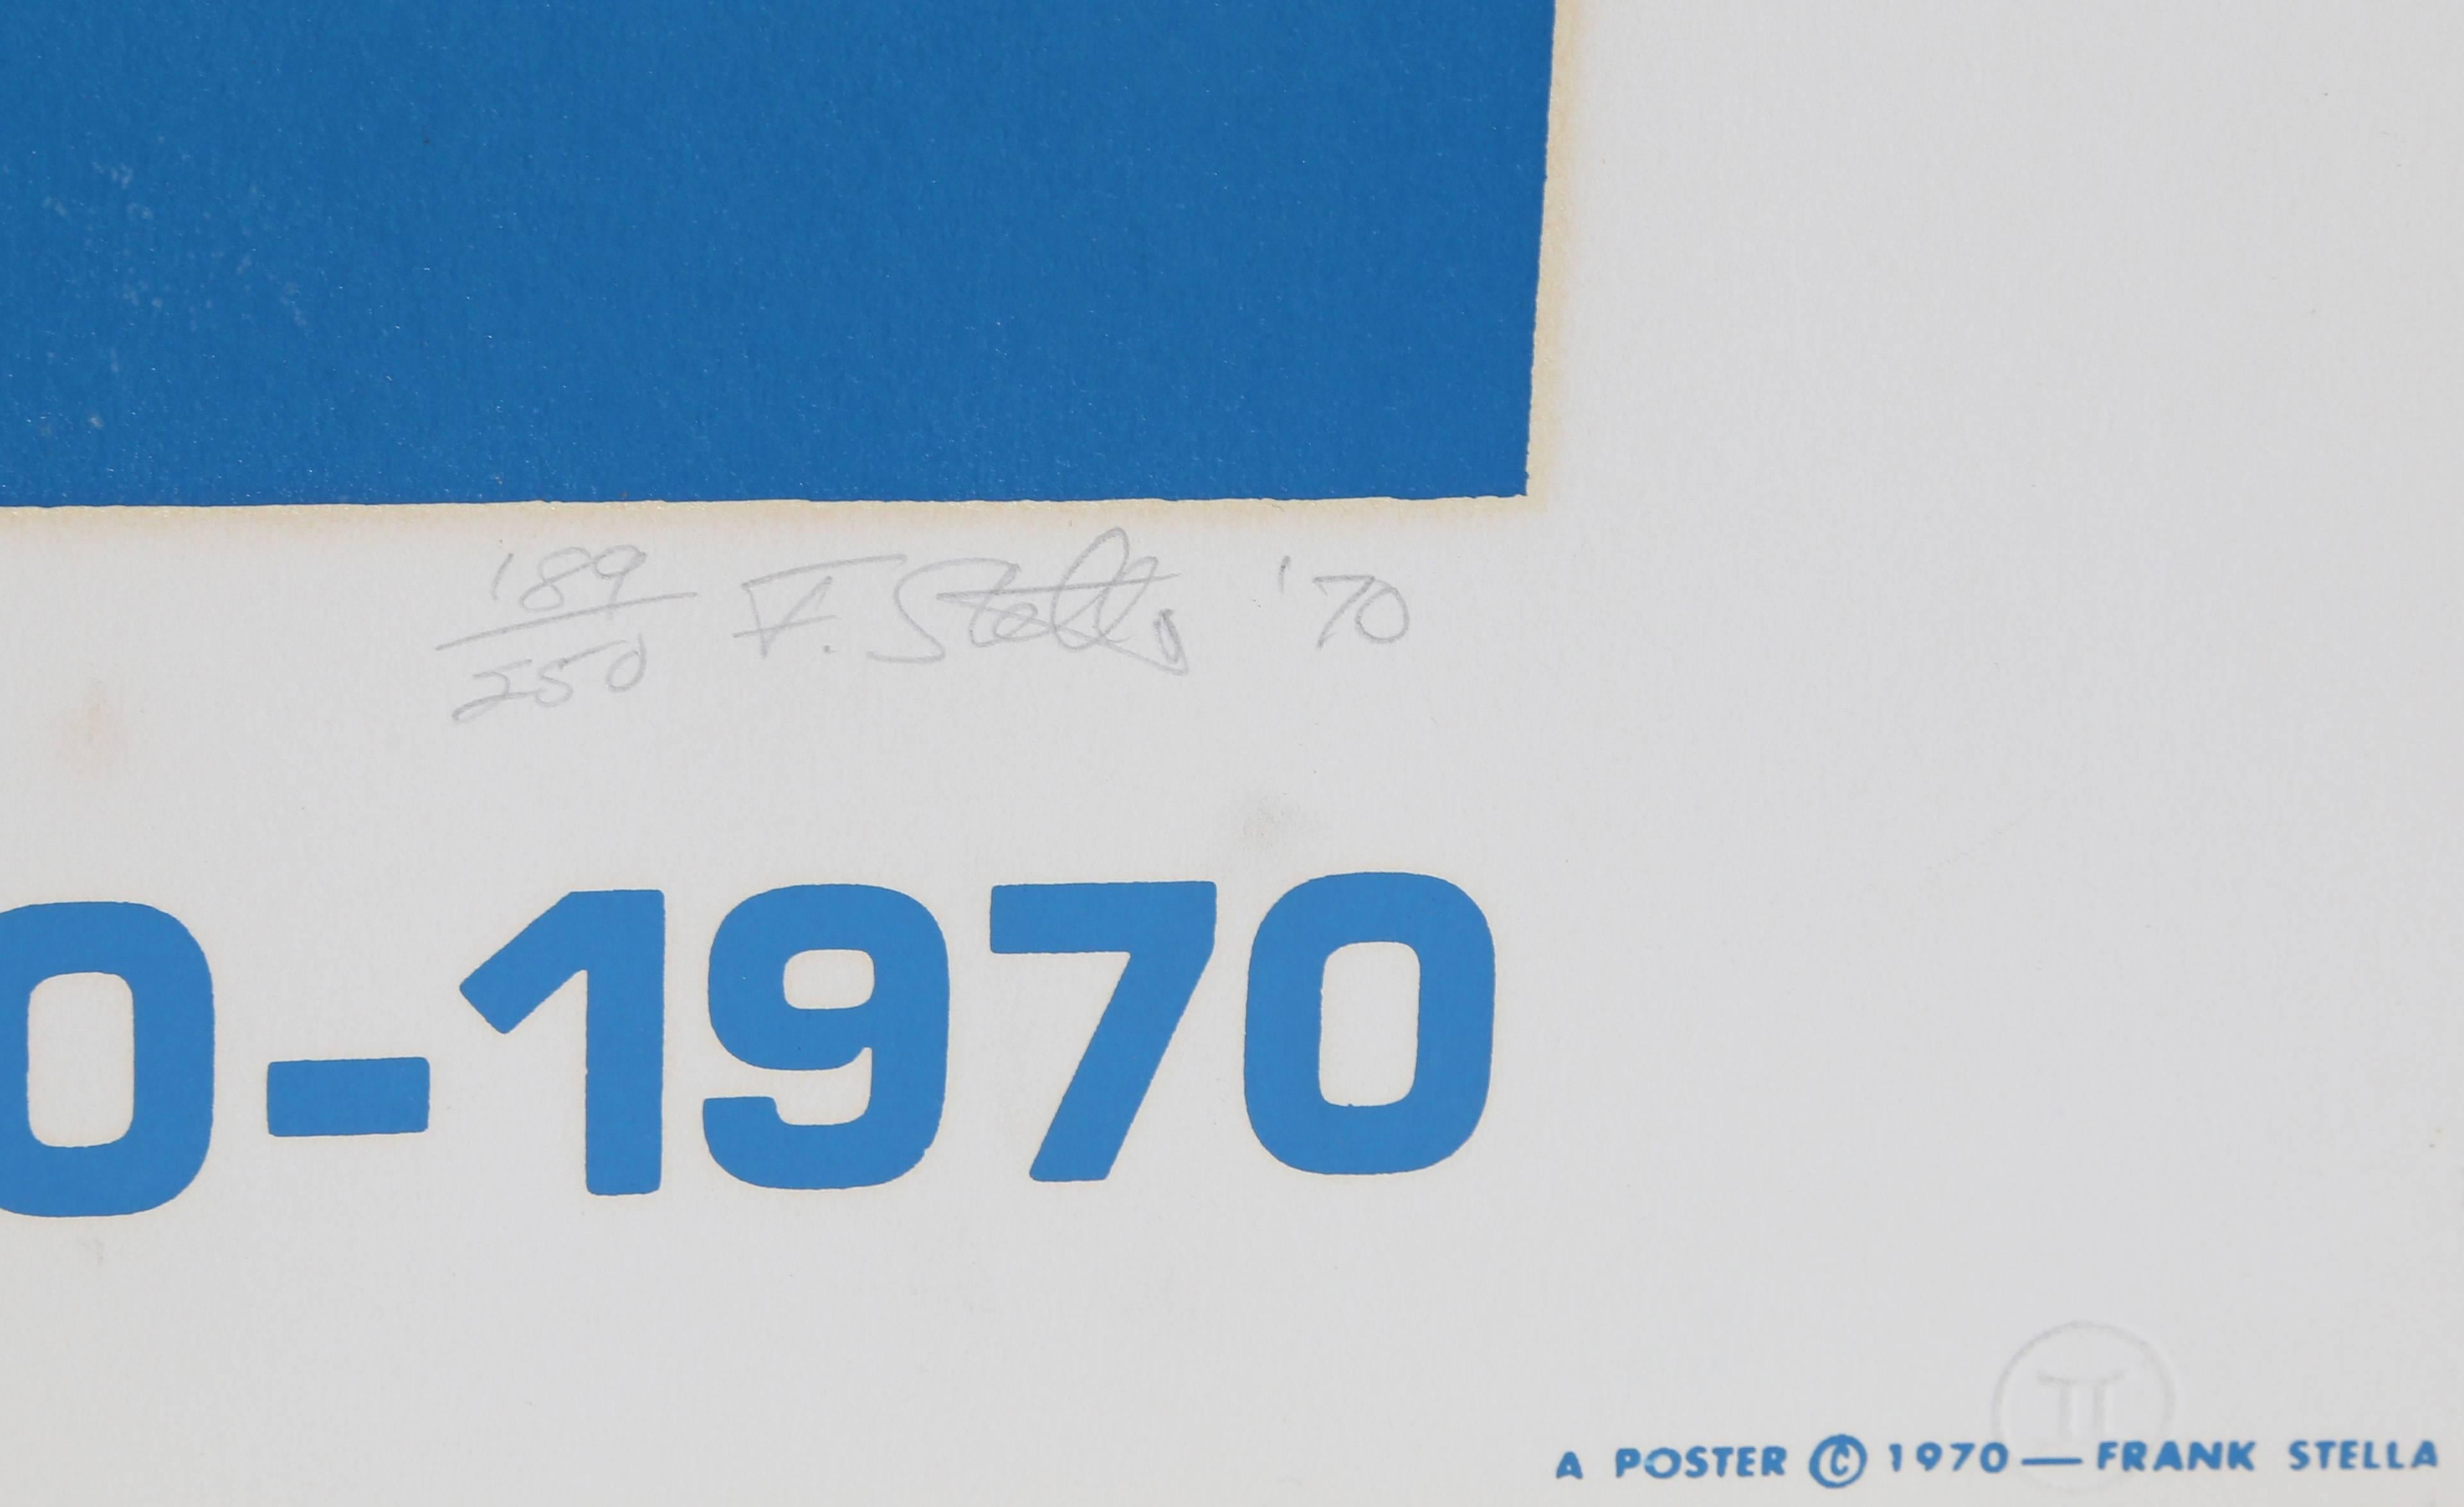 189/250 F. Stella '70
0-1970
A POSTER © 1970 — FRANK STELLA